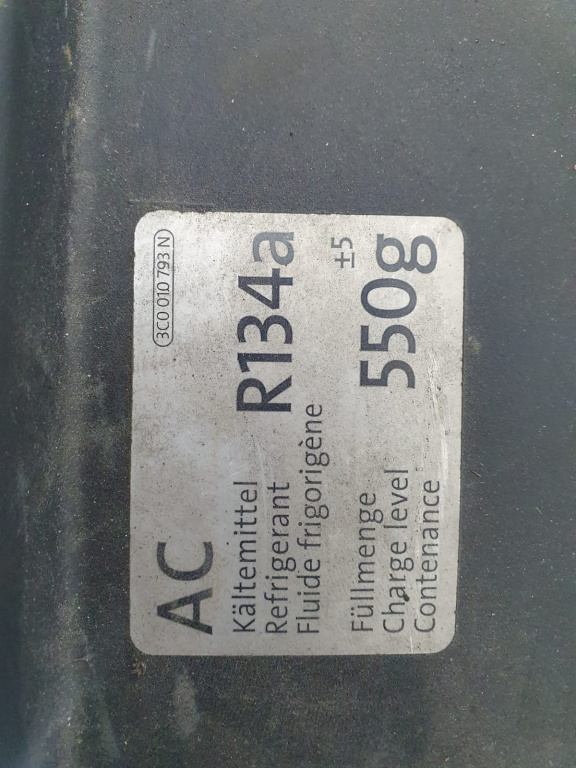 3C0 010 793 N
AC
Kältemittel
Refrigerant R134a
Fluide frigorigène
Füllmenge ±5
Charge level 550g
Contenance